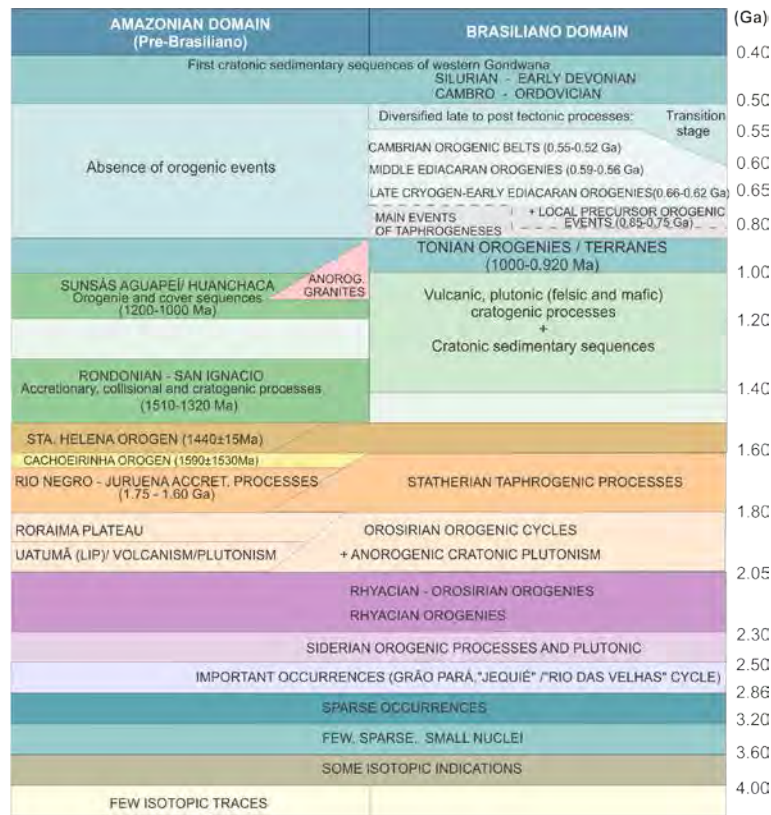 AMAZONIAN DOMAIN
(Pre-Brasiliano)
BRASILIANO DOMAIN
(Ga)
First cratonic sedimentary sequences of western Gondwana
SILURIAN - EARLY DEVONIAN
CAMBRO - ORDOVICIAN
0.40
0.50
Absence of orogenic events
Diversified late to post tectonic processes:
Transition
stage
CAMBRIAN OROGENIC BELTS (0.55-0.52 Ga)
MIDDLE EDIACARAN OROGENIES (0.59-0.56 Ga)
LATE CRYOGEN-EARLY EDIACARAN OROGENIES(0.66-0.62 Ga)
MAIN EVENTS
OF TAPHROGENESES
+ LOCAL PRECURSOR OROGENIC
EVENTS (0.85-0.75 Ga)
0.55
0.60
0.65
0.80
TONIAN OROGENIES / TERRANES
(1000-0.920 Ma)
1.00
SUNSÁS AGUAPEÍ/ HUANCHACA
Orogenie and cover sequences
(1200-1000 Ma)
ANOROG.
GRANITES
Vulcanic, plutonic (felsic and mafic)
cratogenic processes
+
Cratonic sedimentary sequences
1.20
RONDONIAN - SAN IGNACIO
Accretionary, collisional and cratogenic processes
(1510-1320 Ma)
1.40
STA. HELENA OROGEN (1440±15Ma)
1.60
CACHOEIRINHA OROGEN (1590±1530Ma)
RIO NEGRO - JURUENA ACCRET. PROCESSES
(1.75 - 1.60 Ga)
STATHERIAN TAPHROGENIC PROCESSES
1.80
RORAIMA PLATEAU
UATUMÃ (LIP)/ VOLCANISM/PLUTONISM
OROSIRIAN OROGENIC CYCLES
+ ANOROGENIC CRATONIC PLUTONISM
2.05
RHYACIAN - OROSIRIAN OROGENIES
RHYACIAN OROGENIES
2.30
SIDERIAN OROGENIC PROCESSES AND PLUTONIC
2.50
IMPORTANT OCCURRENCES (GRÃO PARÁ,"JEQUIÉ" /"RIO DAS VELHAS" CYCLE)
2.86
SPARSE OCCURRENCES
3.20
FEW, SPARSE, SMALL NUCLEI
3.60
SOME ISOTOPIC INDICATIONS
4.00
FEW ISOTOPIC TRACES